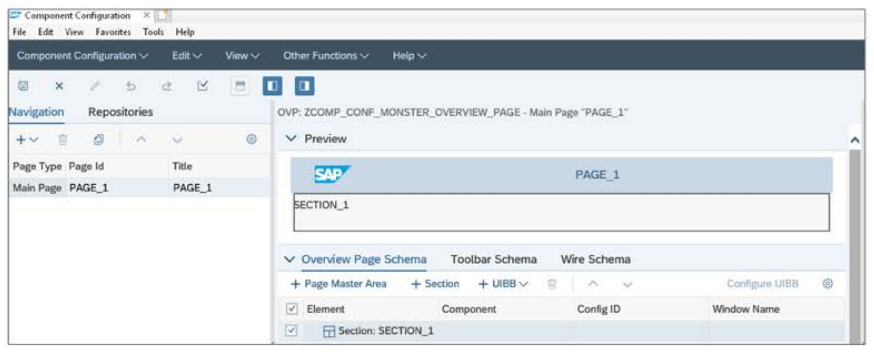 Component Configuration
File Edit View Favorites Tools Help
Component Configuration Edit View Other Functions Help
Navigation Repositories
OVP: ZCOMP_CONF_MONSTER_OVERVIEW_PAGE - Main Page "PAGE_1"
Preview
Page Type Page Id Title
Main Page PAGE_1 PAGE_1
SAP PAGE_1
SECTION_1
Overview Page Schema Toolbar Schema Wire Schema
+ Page Master Area + Section + UIBB Configure UIBB
Element Component Config ID Window Name
Section: SECTION_1